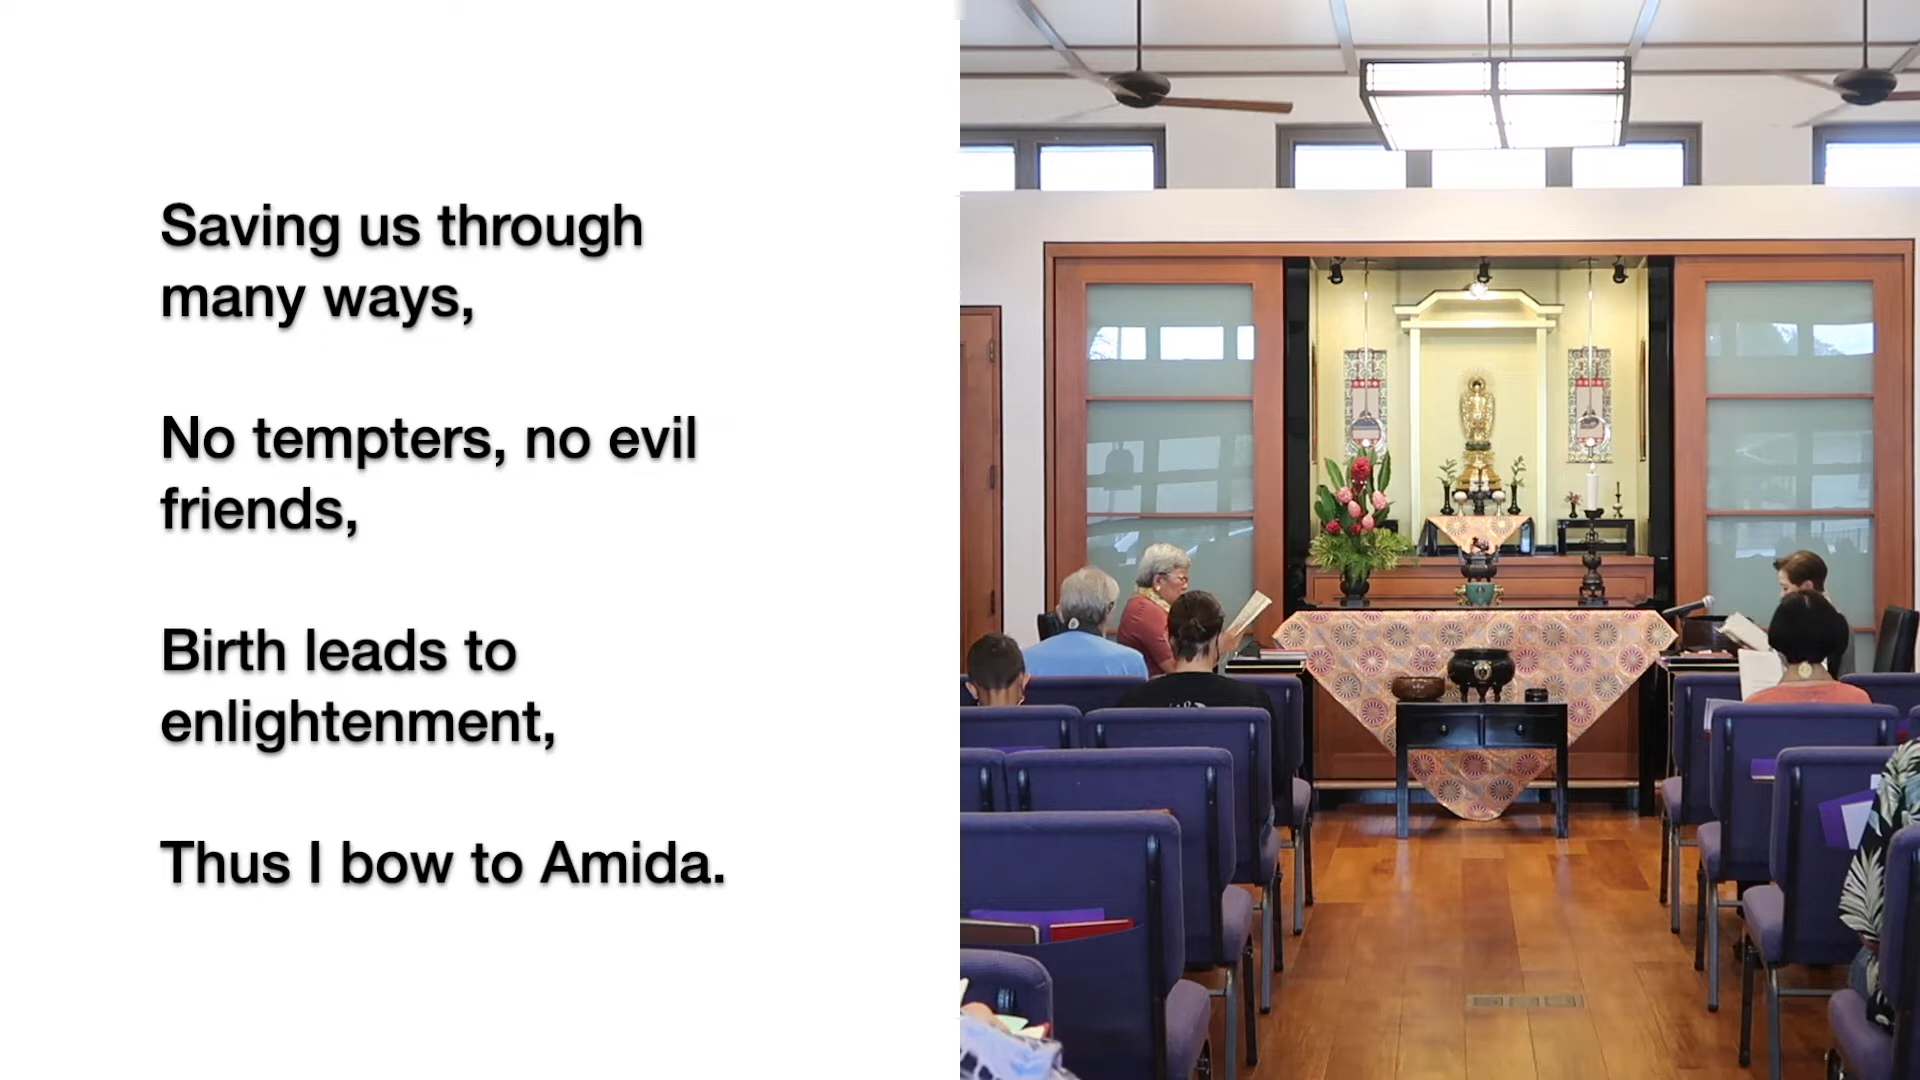 Saving us through
many ways,
No tempters, no evil
friends,
Birth leads to
enlightenment,
Thus I bow to Amida.